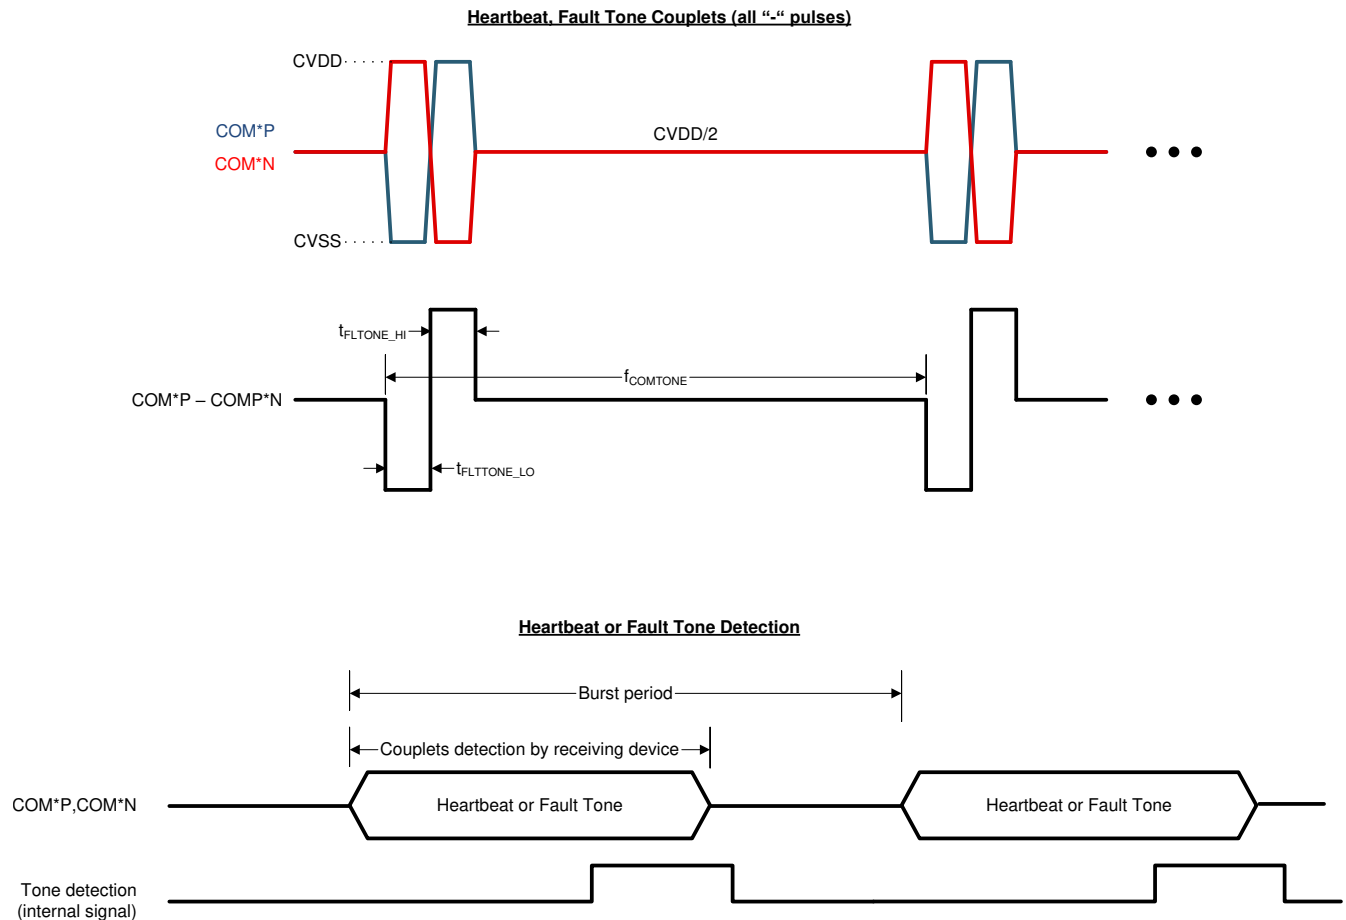 Heartbeat, Fault Tone Couplets (all “-“ pulses)
CVDD
COM*P
CVDD/2
COM*N
CVSS
tFLTONE_HI
fCOMTONE
COM*P – COMP*N
tFLTTONE_LO
Heartbeat or Fault Tone Detection
Burst period
Couplets detection by receiving device
COM*P,COM*N
Heartbeat or Fault Tone
Heartbeat or Fault Tone
Tone detection
(internal signal)